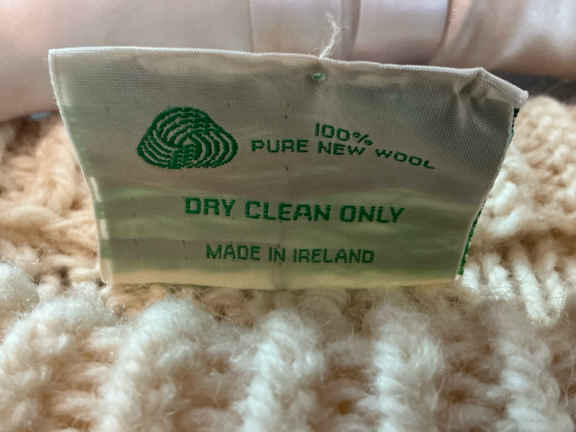 100%
PURE NEW WOOL
DRY CLEAN ONLY
MADE IN IRELAND